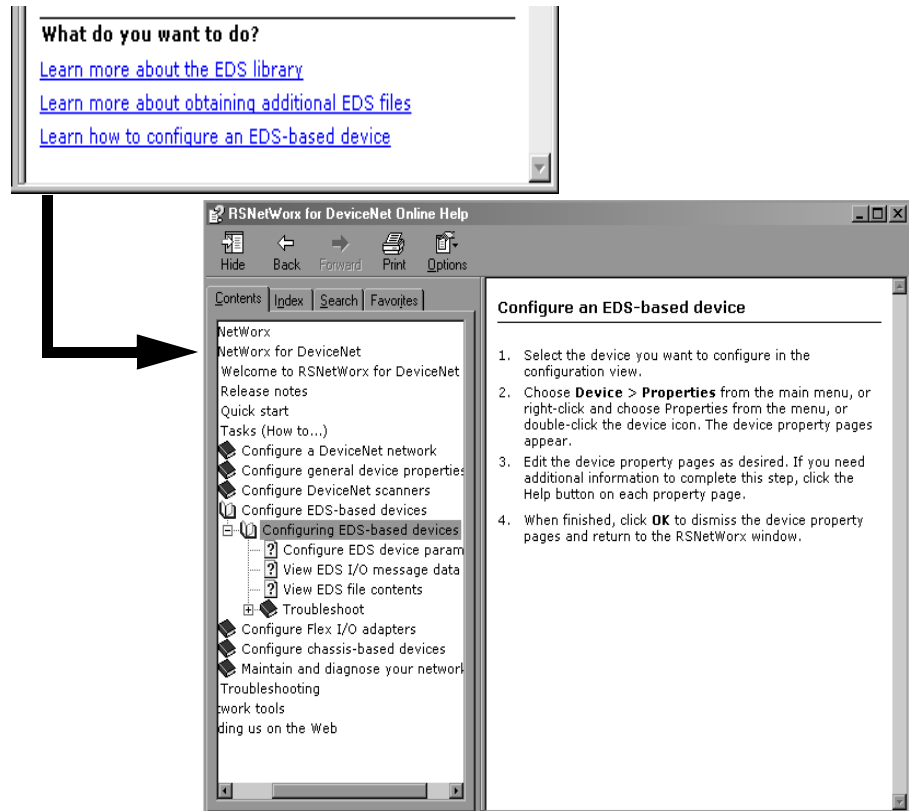 What do you want to do?
Learn more about the EDS library
Learn more about obtaining additional EDS files
Learn how to configure an EDS-based device
RSNetWorx for DeviceNet Online Help
Hide Back Forward Print Options
Contents Index Search Favorites
NetWorx
NetWorx for DeviceNet
Welcome to RSNetWorx for DeviceNet
Release notes
Quick start
Tasks (How to...)
Configure a DeviceNet network
Configure general device properties
Configure DeviceNet scanners
Configure EDS-based devices
Configuring EDS-based devices
Configure EDS device param
View EDS I/O message data
View EDS file contents
Troubleshoot
Configure Flex I/O adapters
Configure chassis-based devices
Maintain and diagnose your network
Troubleshooting
twork tools
ding us on the Web
Configure an EDS-based device
1. Select the device you want to configure in the
configuration view.
2. Choose Device > Properties from the main menu, or
right-click and choose Properties from the menu, or
double-click the device icon. The device property pages
appear.
3. Edit the device property pages as desired. If you need
additional information to complete this step, click the
Help button on each property page.
4. When finished, click OK to dismiss the device property
pages and return to the RSNetWorx window.